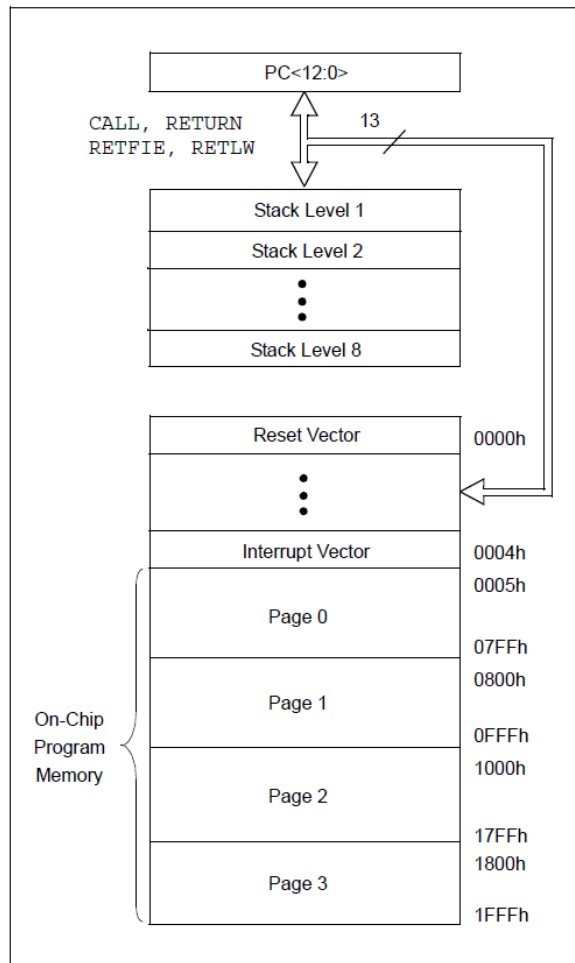 PC<12:0>
CALL, RETURN
RETFIE, RETLW
13
Stack Level 1
Stack Level 2
Stack Level 8
Reset Vector
0000h
Interrupt Vector
0004h
0005h
Page 0
07FFh
0800h
Page 1
0FFFh
On-Chip
Program
Memory
1000h
Page 2
17FFh
1800h
Page 3
1FFFh